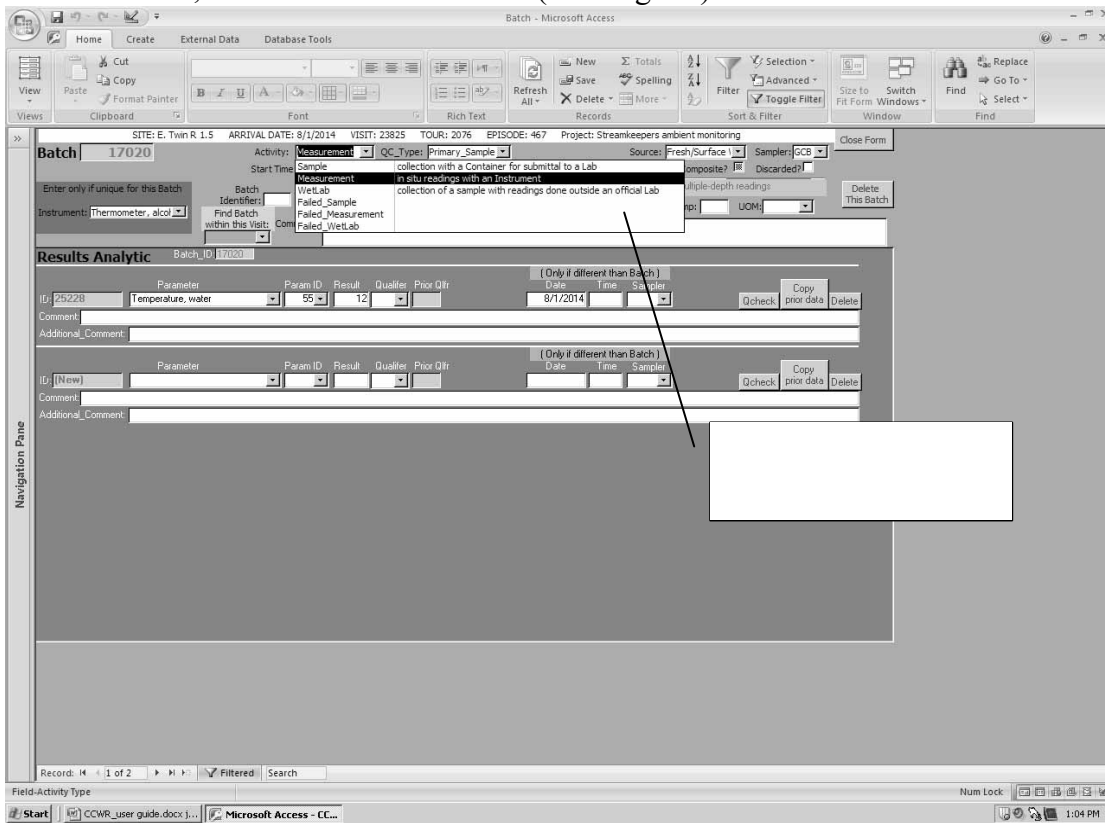 Batch - Microsoft Access
Home Create External Data Database Tools
View
Paste
Cut
Copy
Format Painter
B I U
Refresh All
New
Save
Delete
Σ Totals
Spelling
More
Filter
Selection
Advanced
Toggle Filter
Size to Fit Form
Switch Windows
Find
Replace
Go To
Select
Views Clipboard Font Rich Text Records Sort & Filter Window Find
SITE: E. Twin R 1.5 ARRIVAL DATE: 8/1/2014 VISIT: 23825 TOUR: 2076 EPISODE: 467 Project: Streamkeepers ambient monitoring
Close Form
Batch 17020 Activity: Measurement QC_Type: Primary_Sample Source: Fresh/Surface Sampler: GCB
Start Time
Discarded?
Sample collection with a Container for submittal to a Lab
Measurement in situ readings with an Instrument
WetLab collection of a sample with readings done outside an official Lab
Failed_Sample
Failed_Measurement
Failed_WetLab
Enter only if unique for this Batch
Batch Identifier:
readings
Delete This Batch
Instrument: Thermometer, alcol
Find Batch within this Visit:
UOM:
Results Analytic Batch_ID 17020
( Only if different than Batch )
Parameter Param ID Result Qualifer Prior Qlfr Date Time Sampler
ID: 25228 Temperature, water 55 12 8/1/2014 Qcheck Copy prior data Delete
Comment:
Additional_Comment:
( Only if different than Batch )
Parameter Param ID Result Qualifer Prior Qlfr Date Time Sampler
ID: (New) Qcheck Copy prior data Delete
Comment:
Additional_Comment:
Navigation Pane
Record: 1 of 2 Filtered Search
Field-Activity Type Num Lock
Start CCWR_user guide.docx j... Microsoft Access - CC... 1:04 PM